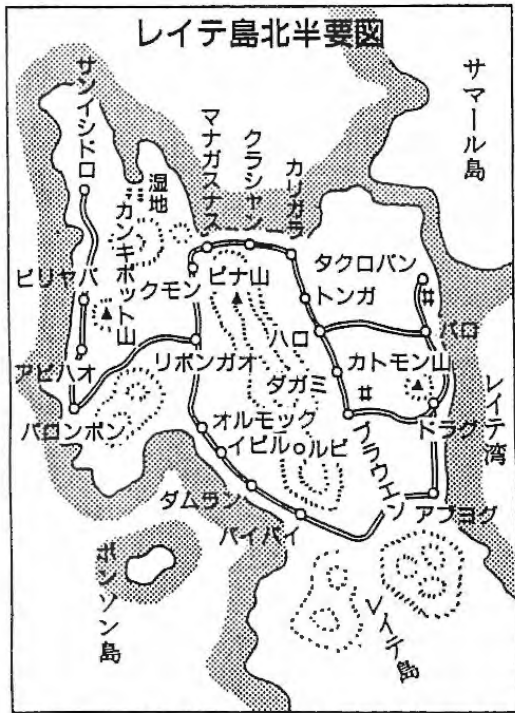 レイテ島北半要図
サンイシドロ
マナガスナス
クラシャン
カリガラ
サマール島
湿地
カンギポット山
ビリヤバ
クモン
ピナ山
タクロバン
トンガ
ハロ
パロ
アビハオ
リボンガオ
カトモン山
ダガミ
パロンポン
オルモック
イピル
ルビ
ブラウエン
ドラグ
レイテ湾
ダムラン
バイバイ
アブヨグ
ポンソン島
レイテ島